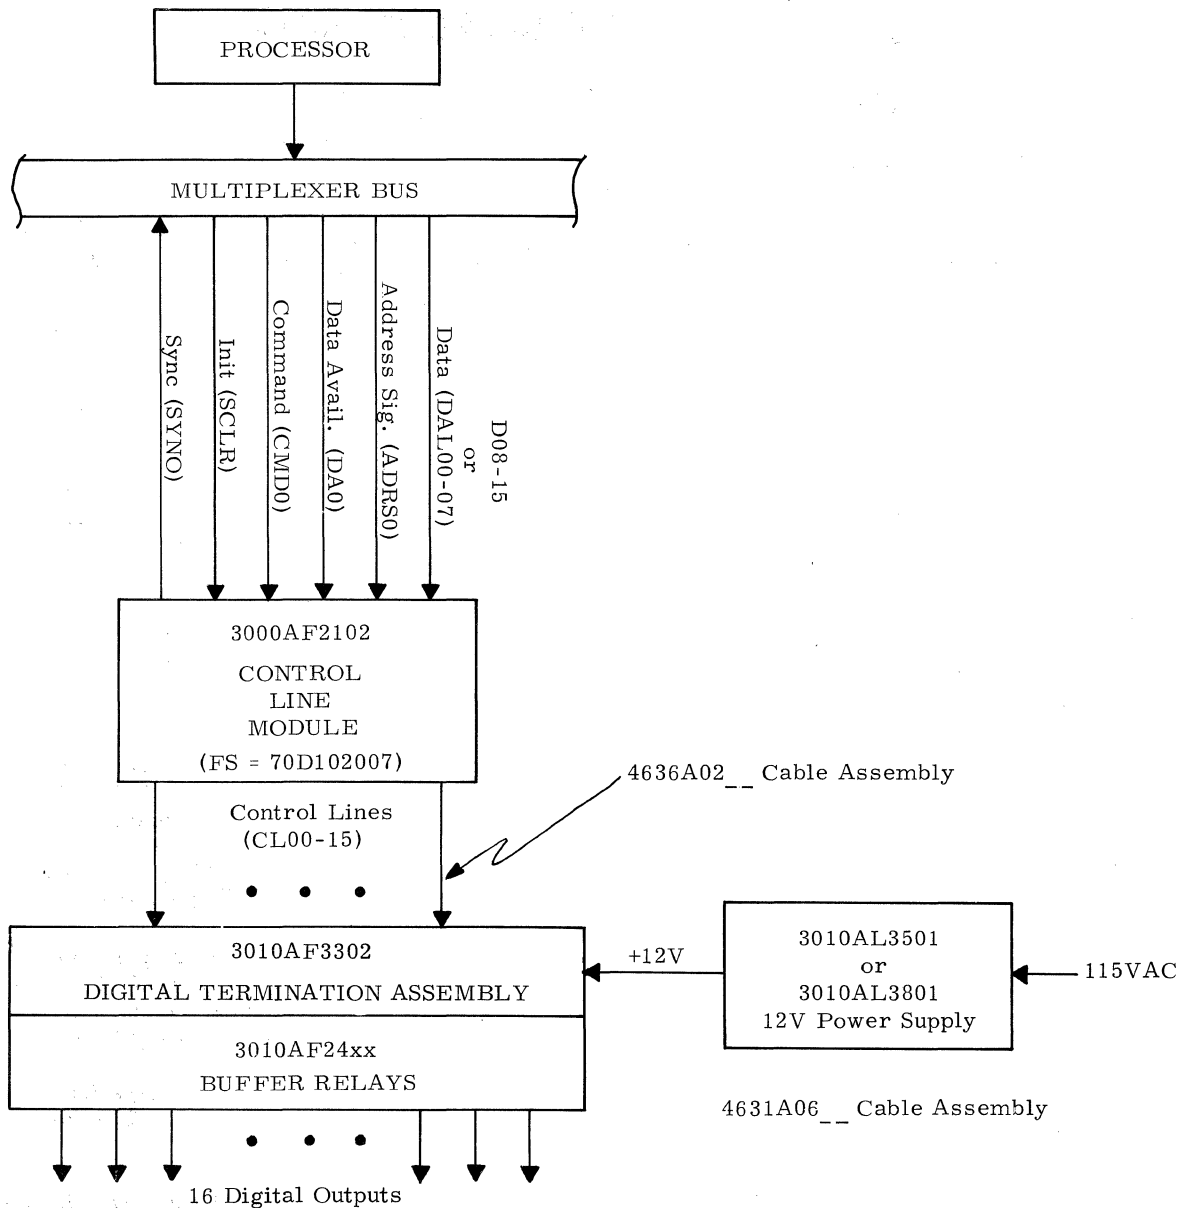 PROCESSOR
MULTIPLEXER BUS
Sync (SYNO)
Init (SCLR)
Command (CMD0)
Data Avail. (DA0)
Address Sig. (ADRS0)
Data (DAL00-07)
or
D08-15
3000AF2102
CONTROL
LINE
MODULE
(FS = 70D102007)
4636A02__ Cable Assembly
Control Lines
(CL00-15)
3010AF3302
DIGITAL TERMINATION ASSEMBLY
+12V
3010AL3501
or
3010AL3801
12V Power Supply
115VAC
3010AF24xx
BUFFER RELAYS
4631A06__ Cable Assembly
16 Digital Outputs